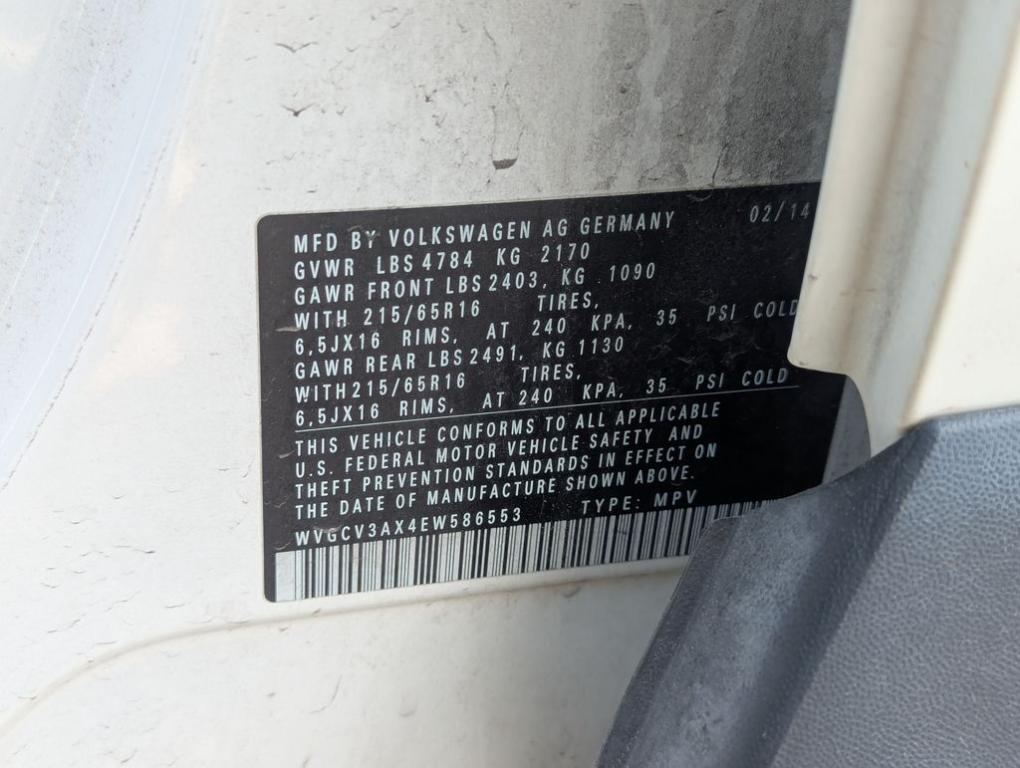 MFD BY VOLKSWAGEN AG GERMANY 02/14
GVWR LBS 4784 KG 2170
GAWR FRONT LBS 2403, KG 1090
WITH 215/65R16 TIRES,
6,5JX16 RIMS, AT 240 KPA, 35 PSI COLD
GAWR REAR LBS 2491, KG 1130
WITH 215/65R16 TIRES,
6,5JX16 RIMS, AT 240 KPA, 35 PSI COLD
THIS VEHICLE CONFORMS TO ALL APPLICABLE
U.S. FEDERAL MOTOR VEHICLE SAFETY AND
THEFT PREVENTION STANDARDS IN EFFECT ON
THE DATE OF MANUFACTURE SHOWN ABOVE.
WVGCV3AX4EW586553 TYPE: MPV